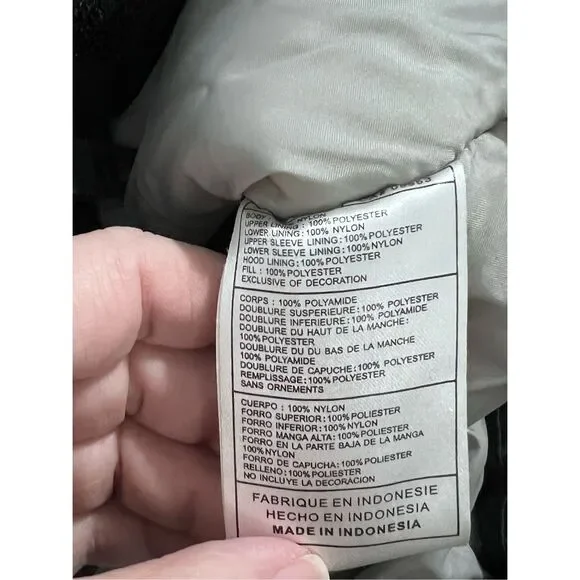 BODY NYLON
UPPER LINING : 100% POLYESTER
LOWER LINING : 100% NYLON
UPPER SLEEVE LINING : 100% POLYESTER
LOWER SLEEVE LINING : 100% NYLON
HOOD LINING : 100% POLYESTER
FILL : 100% POLYESTER
EXCLUSIVE OF DECORATION
CORPS : 100% POLYAMIDE
DOUBLURE SUSPERIEURE : 100% POLYESTER
DOUBLURE INFERIEURE : 100% POLYAMIDE
DOUBLURE DU HAUT DE LA MANCHE :
100%POLYESTER
DOUBLURE DU DU BAS DE LA MANCHE
100% POLYAMIDE
DOUBLURE DE CAPUCHE : 100% POLYESTER
REMPLISSAGE : 100% POLYESTER
SANS ORNEMENTS
CUERPO : 100% NYLON
FORRO SUPERIOR : 100% POLIESTER
FORRO INFERIOR : 100% NYLON
FORRO MANGA ALTA : 100% POLIESTER
FORRO EN LA PARTE BAJA DE LA MANGA
100%NYLON
FORRO DE CAPUCHA : 100% POLIESTER
RELLENO : 100% POLIESTER
NO INCLUYE LA DECORACION
FABRIQUE EN INDONESIE
HECHO EN INDONESIA
MADE IN INDONESIA